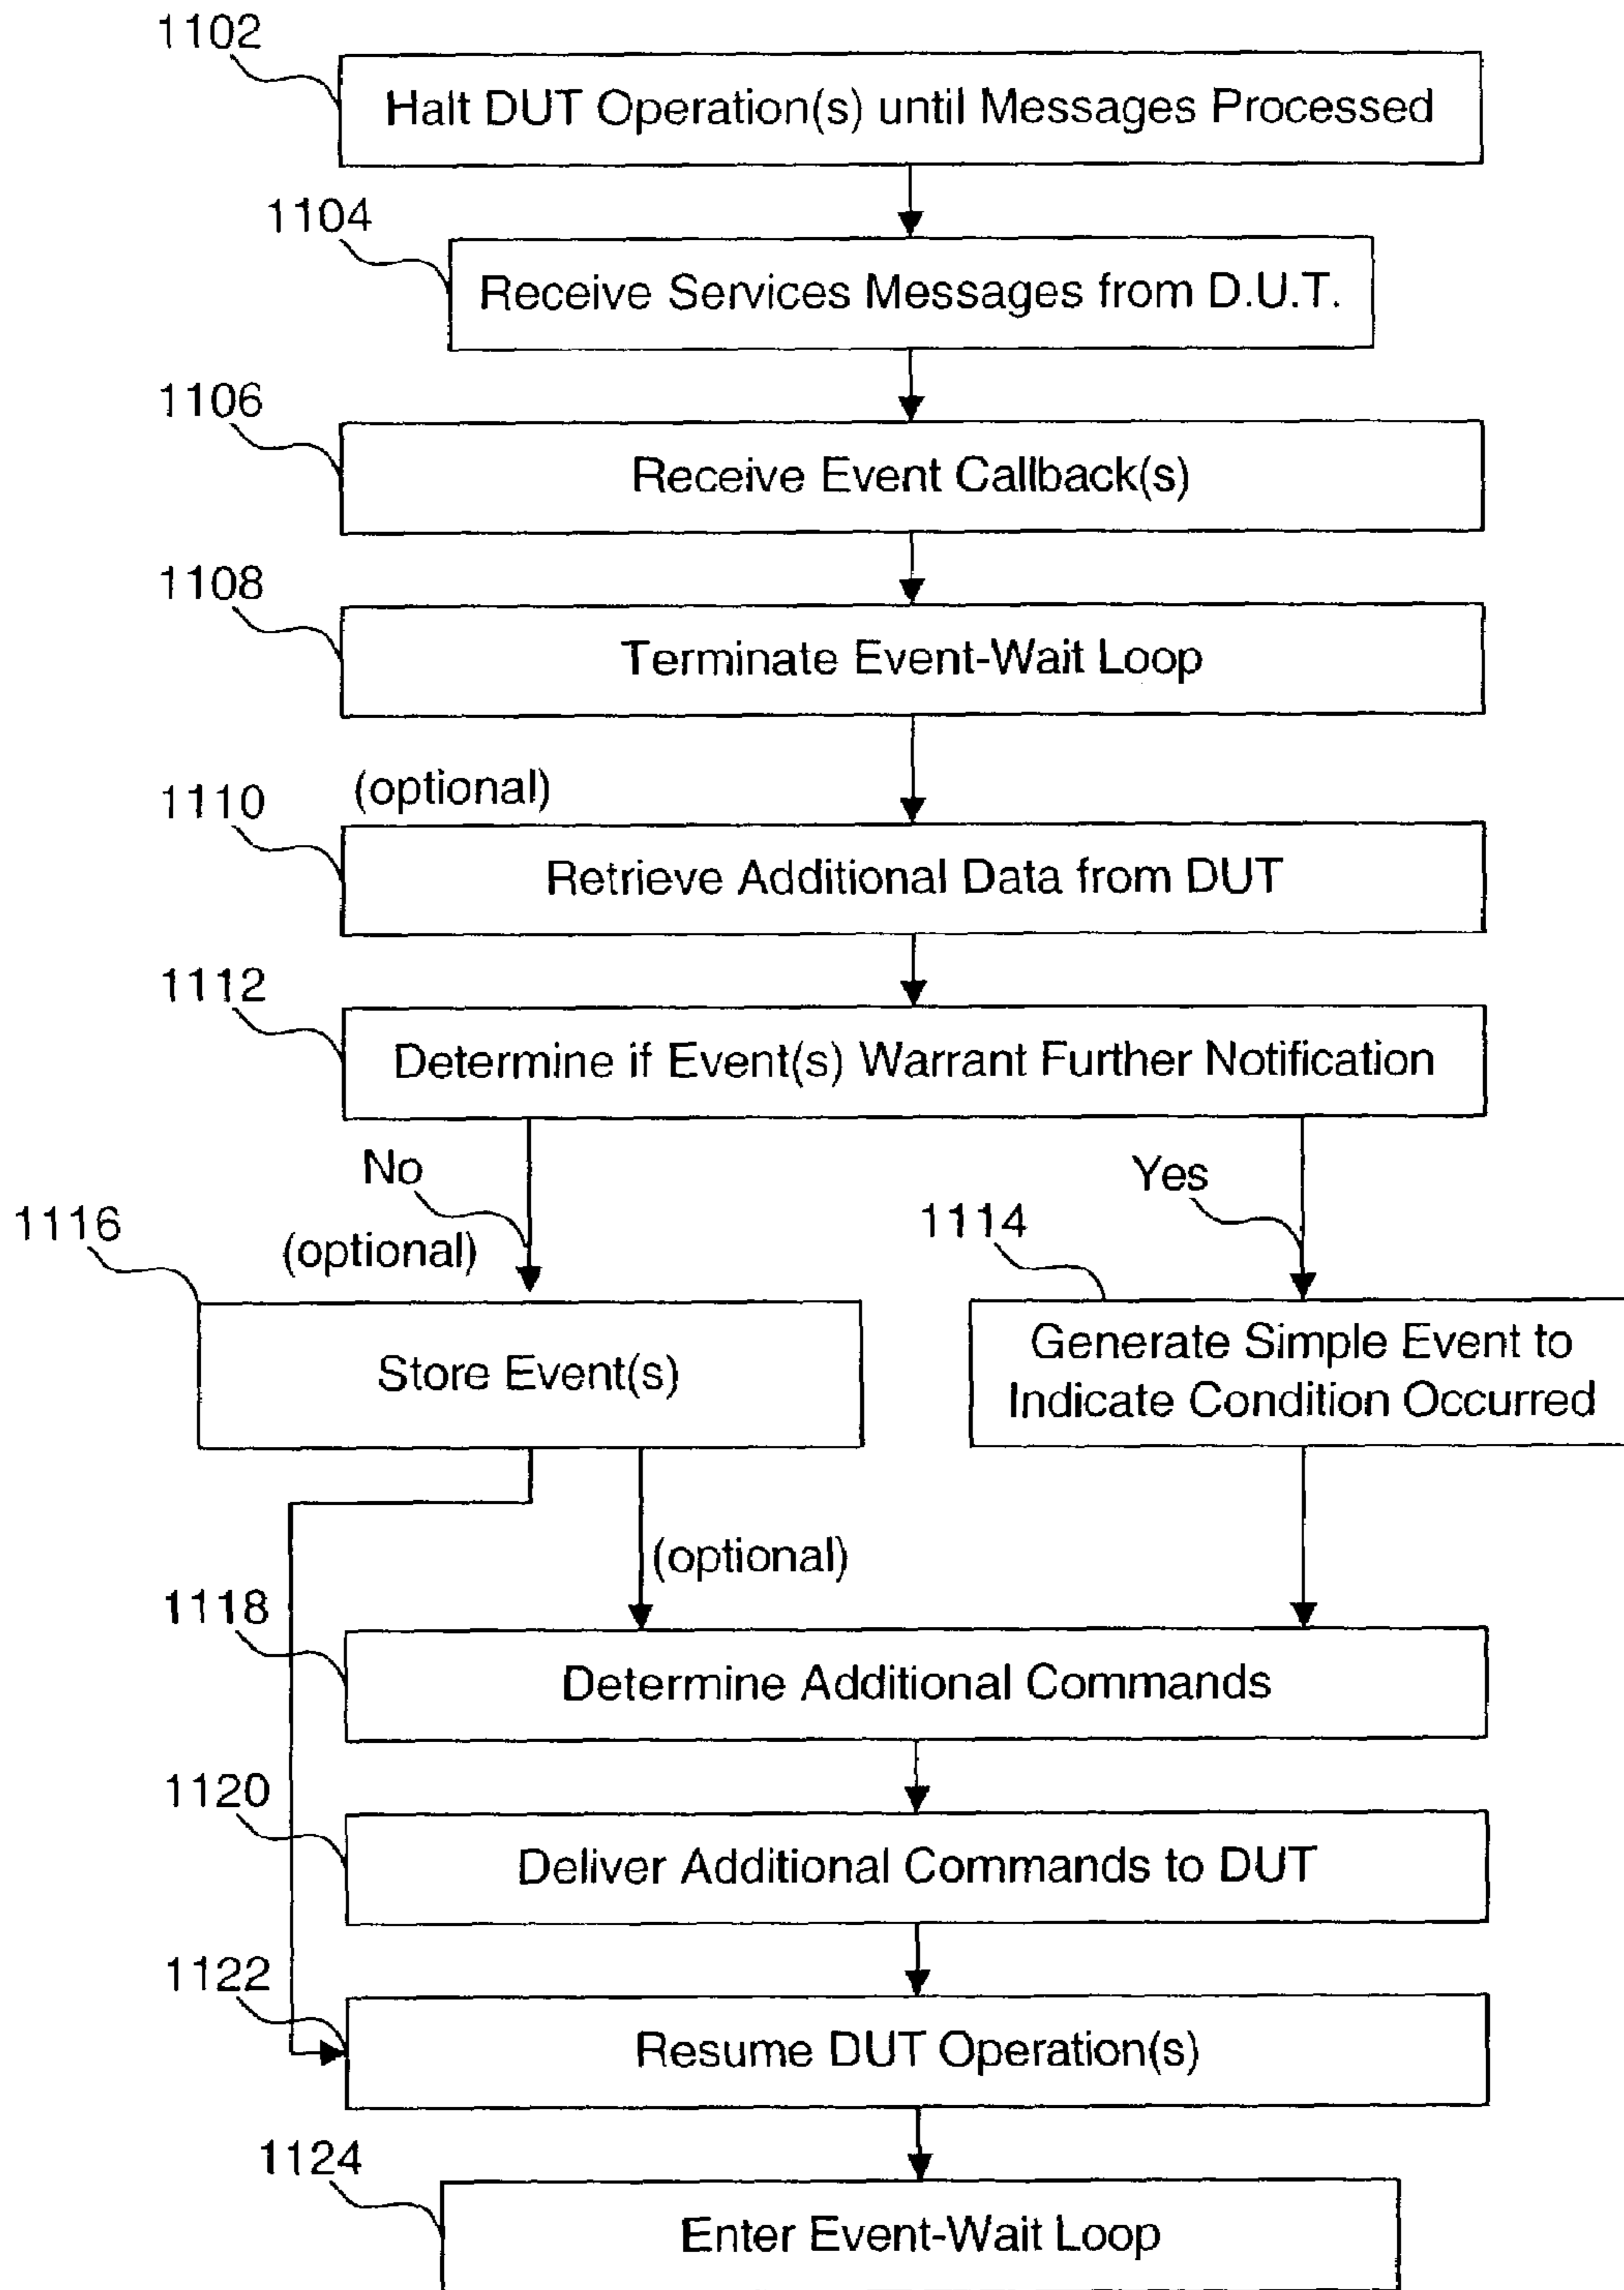 1102
Halt DUT Operation(s) until Messages Processed
1104
Receive Services Messages from D.U.T.
1106
Receive Event Callback(s)
1108
Terminate Event-Wait Loop
(optional)
1110
Retrieve Additional Data from DUT
1112
Determine if Event(s) Warrant Further Notification
No
Yes
1116
(optional)
1114
Store Event(s)
Generate Simple Event to
Indicate Condition Occurred
(optional)
1118
Determine Additional Commands
1120
Deliver Additional Commands to DUT
1122
Resume DUT Operation(s)
1124
Enter Event-Wait Loop